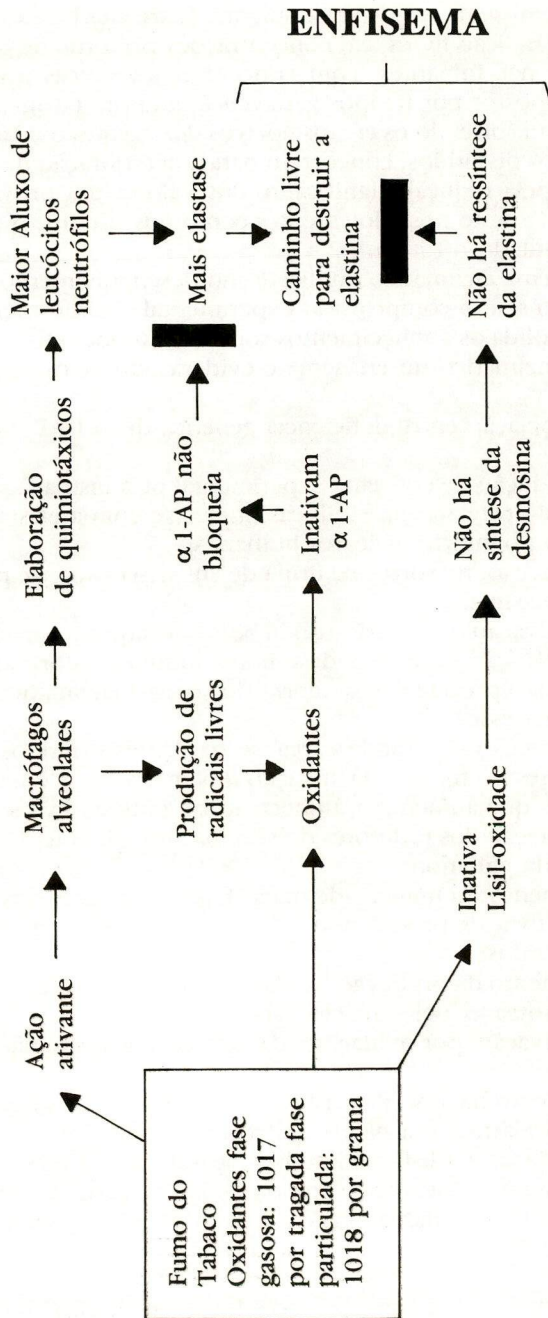 Fumo do
Tabaco
Oxidantes fase
gasosa: 1017
por tragada fase
particulada:
1018 por grama
Ação
ativante
Macrófagos
alveolares
Elaboração
de quimiotáxicos
Maior Aluxo de
leucócitos
neutrófilos
Produção de
radicais livres
α 1-AP não
bloqueia
Mais elastase
Oxidantes
Inativam
α 1-AP
Caminho livre
para destruir a
elastina
Inativa
Lisil-oxidade
Não há
síntese da
desmosina
Não há ressíntese
da elastina
ENFISEMA